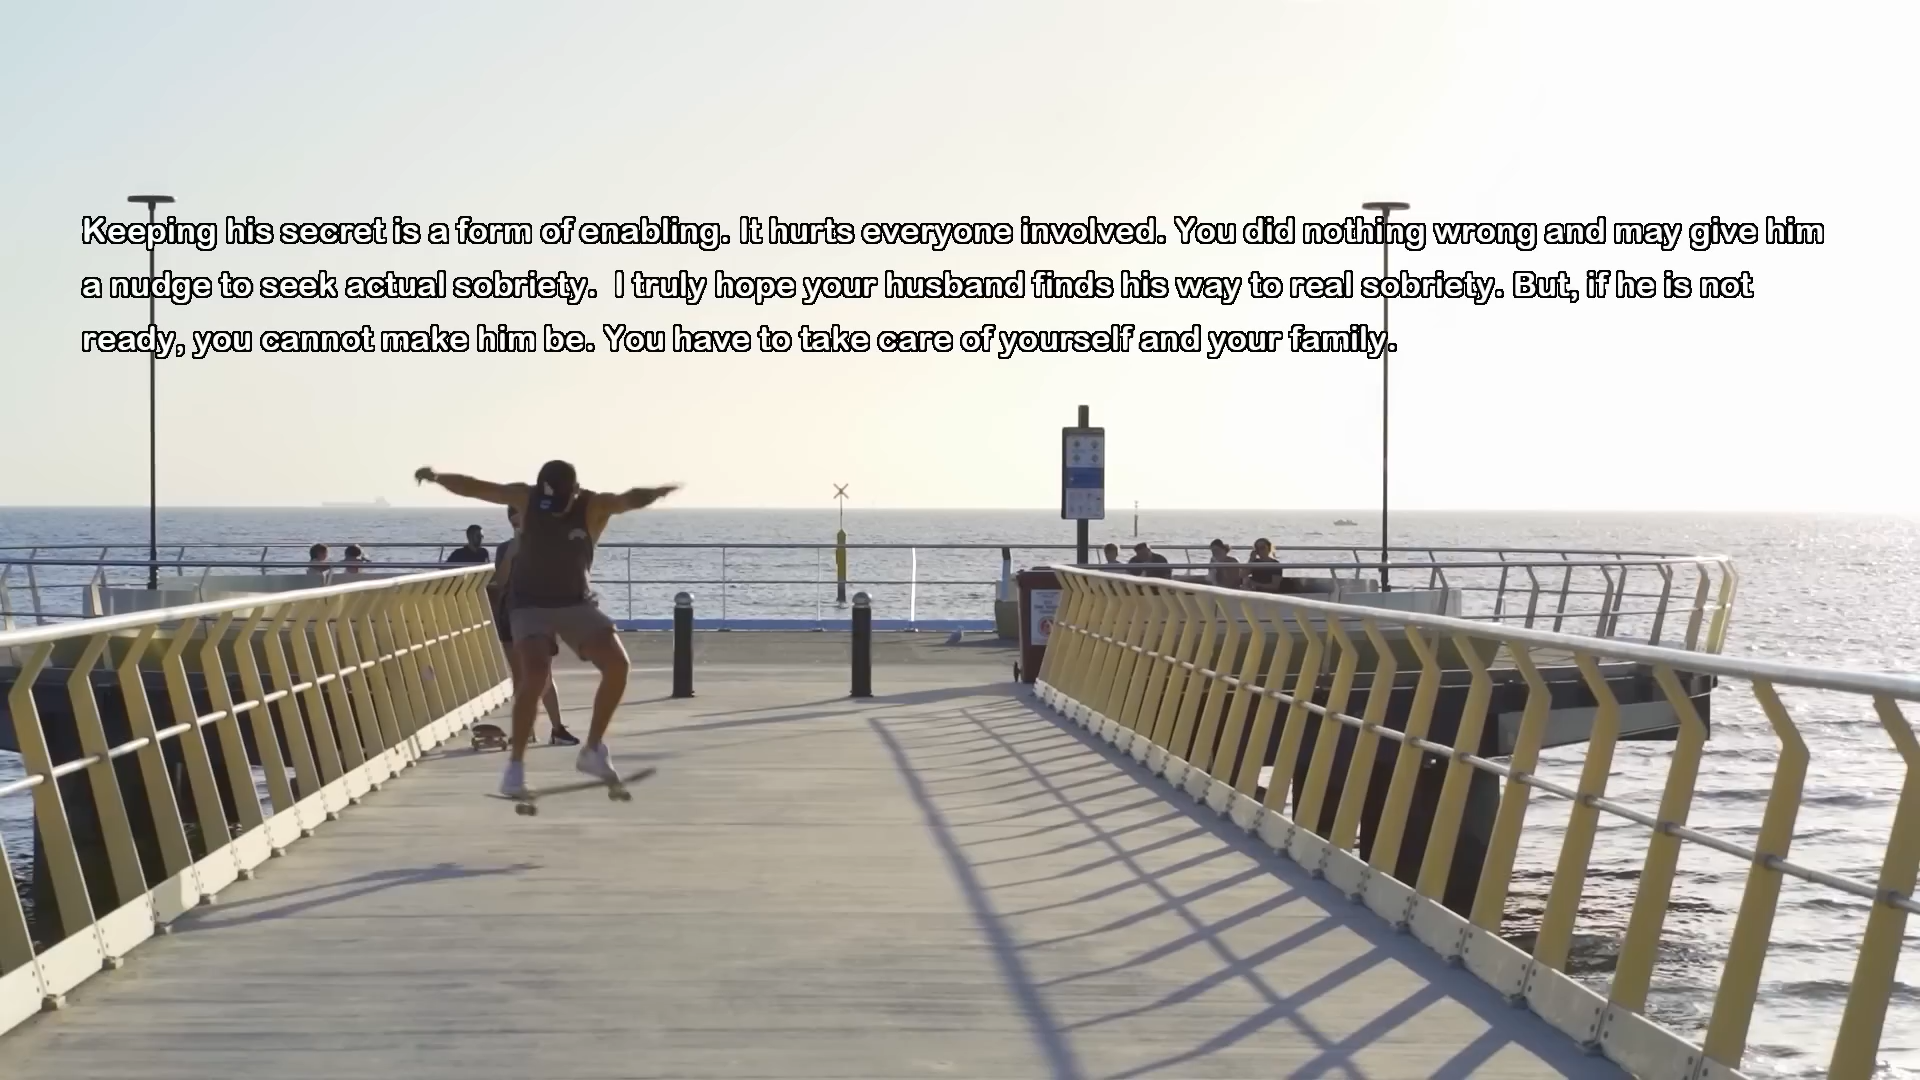 Keeping his secret is a form of enabling. It hurts everyone involved. You did nothing wrong and may give him
a nudge to seek actual sobriety.  I truly hope your husband finds his way to real sobriety. But, if he is not
ready, you cannot make him be. You have to take care of yourself and your family.